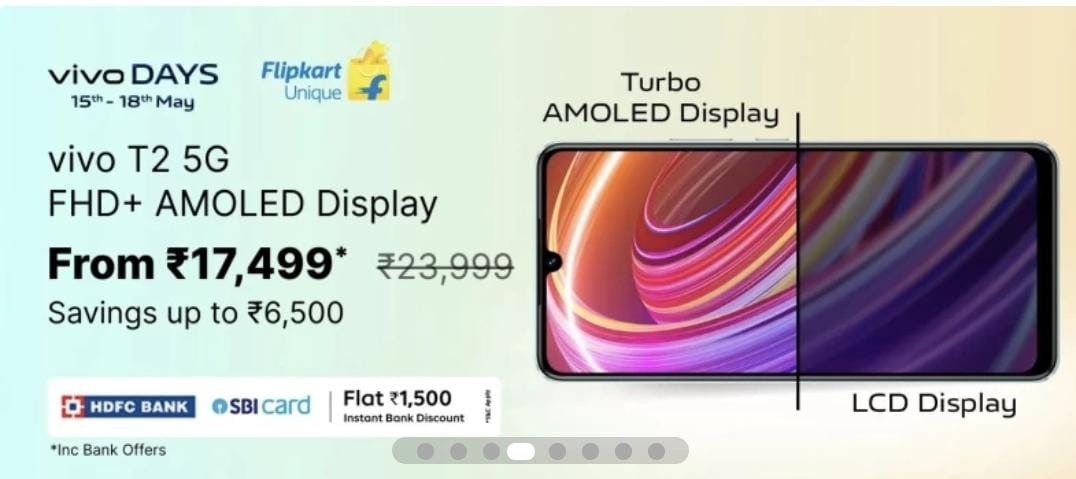 vivo DAYS
15th - 18th May
Flipkart
Unique
vivo T2 5G
FHD+ AMOLED Display
From ₹17,499* ₹23,999
Savings up to ₹6,500
HDFC BANK
SBI card
Flat ₹1,500
Instant Bank Discount
*T&C Apply
*Inc Bank Offers
Turbo
AMOLED Display
LCD Display